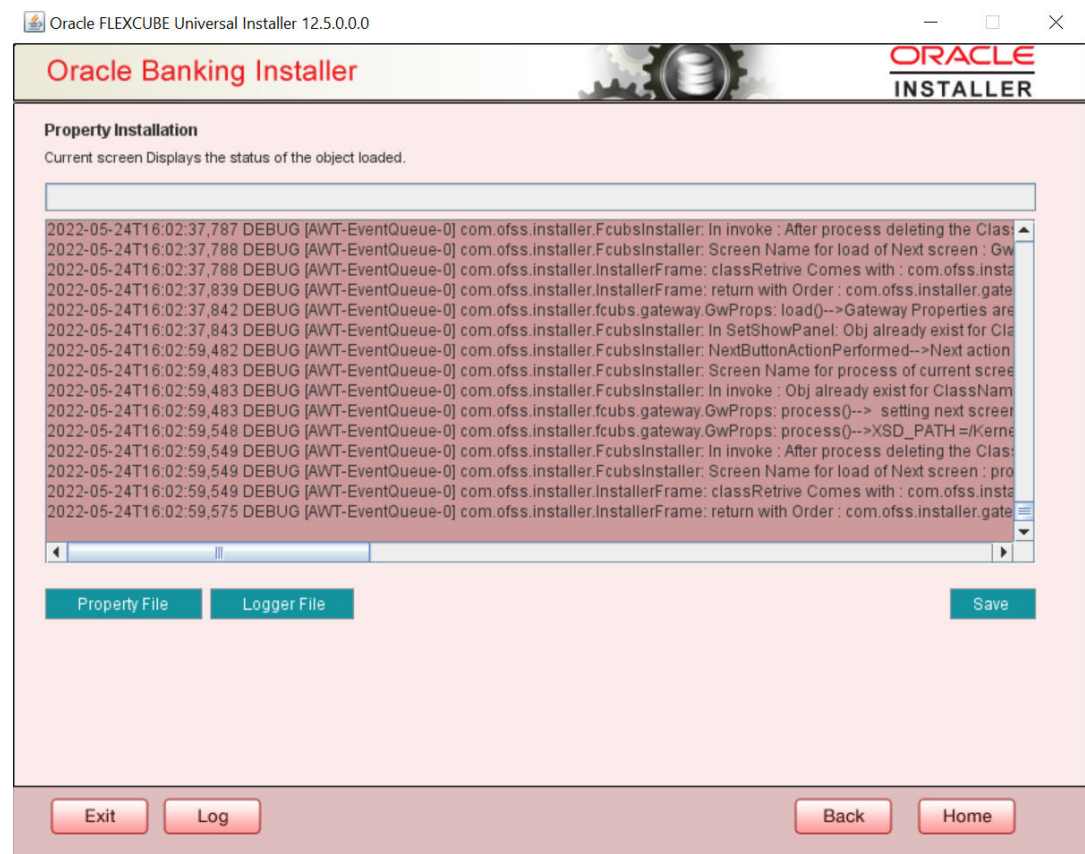 Oracle FLEXCUBE Universal Installer 12.5.0.0.0
Oracle Banking Installer
ORACLE
INSTALLER
Property Installation
Current screen Displays the status of the object loaded.
2022-05-24T16:02:37,787 DEBUG [AWT-EventQueue-0] com.ofss.installer.FcubsInstaller: In invoke : After process deleting the Clas
2022-05-24T16:02:37,788 DEBUG [AWT-EventQueue-0] com.ofss.installer.FcubsInstaller: Screen Name for load of Next screen : Gw
2022-05-24T16:02:37,788 DEBUG [AWT-EventQueue-0] com.ofss.installer.InstallerFrame: classRetrive Comes with : com.ofss.insta
2022-05-24T16:02:37,839 DEBUG [AWT-EventQueue-0] com.ofss.installer.InstallerFrame: return with Order : com.ofss.installer.gate
2022-05-24T16:02:37,842 DEBUG [AWT-EventQueue-0] com.ofss.installer.fcubs.gateway.GwProps: load()-->Gateway Properties are
2022-05-24T16:02:37,843 DEBUG [AWT-EventQueue-0] com.ofss.installer.FcubsInstaller: In SetShowPanel: Obj already exist for Cla
2022-05-24T16:02:59,482 DEBUG [AWT-EventQueue-0] com.ofss.installer.FcubsInstaller: NextButtonActionPerformed-->Next action
2022-05-24T16:02:59,483 DEBUG [AWT-EventQueue-0] com.ofss.installer.FcubsInstaller: Screen Name for process of current scree
2022-05-24T16:02:59,483 DEBUG [AWT-EventQueue-0] com.ofss.installer.FcubsInstaller: In invoke : Obj already exist for ClassNam
2022-05-24T16:02:59,483 DEBUG [AWT-EventQueue-0] com.ofss.installer.fcubs.gateway.GwProps: process()--> setting next screen
2022-05-24T16:02:59,548 DEBUG [AWT-EventQueue-0] com.ofss.installer.fcubs.gateway.GwProps: process()-->XSD_PATH =/Kerne
2022-05-24T16:02:59,549 DEBUG [AWT-EventQueue-0] com.ofss.installer.FcubsInstaller: In invoke : After process deleting the Clas
2022-05-24T16:02:59,549 DEBUG [AWT-EventQueue-0] com.ofss.installer.FcubsInstaller: Screen Name for load of Next screen : pro
2022-05-24T16:02:59,549 DEBUG [AWT-EventQueue-0] com.ofss.installer.InstallerFrame: classRetrive Comes with : com.ofss.insta
2022-05-24T16:02:59,575 DEBUG [AWT-EventQueue-0] com.ofss.installer.InstallerFrame: return with Order : com.ofss.installer.gate
Property File
Logger File
Save
Exit
Log
Back
Home